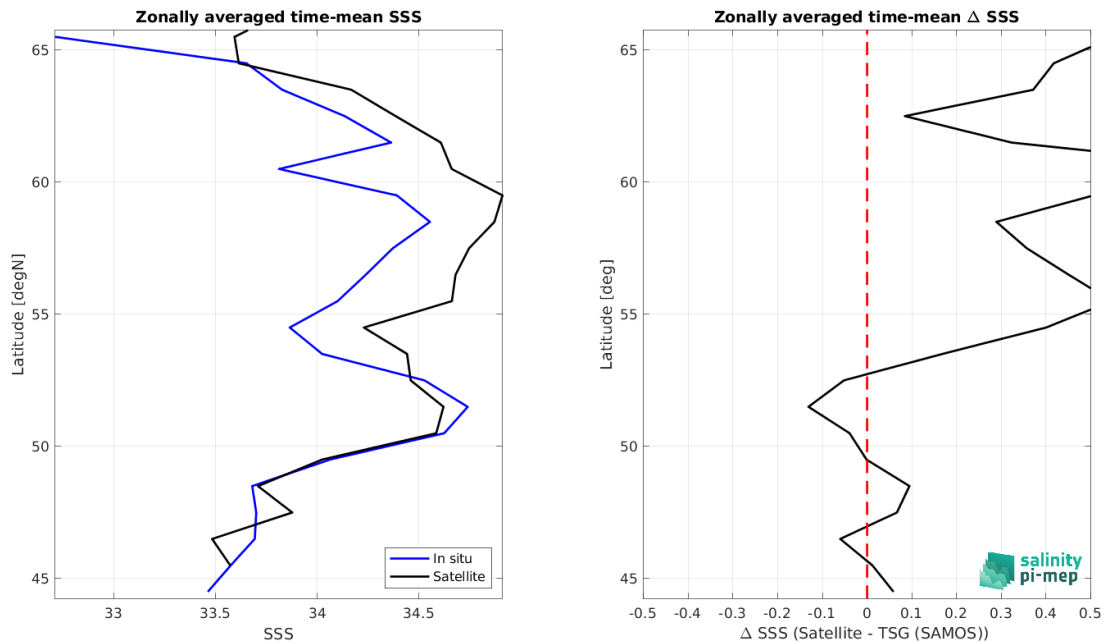 Zonally averaged time-mean SSS
65
60
55
50
45
Latitude [degN]
33
33.5
34
34.5
SSS
In situ
Satellite
Zonally averaged time-mean Δ SSS
65
60
55
50
45
Latitude [deg]
-0.5
-0.4
-0.3
-0.2
-0.1
0
0.1
0.2
0.3
0.4
0.5
Δ SSS (Satellite - TSG (SAMOS))
salinity
pi-mep